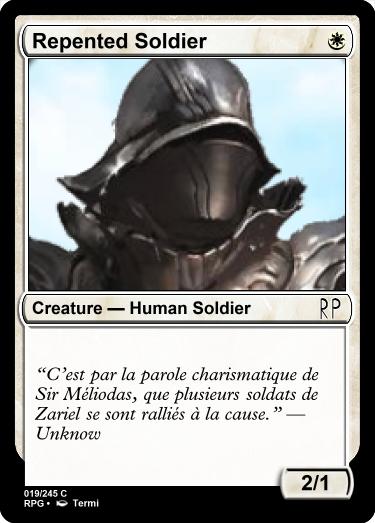 Repented Soldier
Creature — Human Soldier
RP
“C'est par la parole charismatique de
Sir Méliodas, que plusieurs soldats de
Zariel se sont ralliés à la cause.” —
Unknow
2/1
019/245 C
RPG • Termi